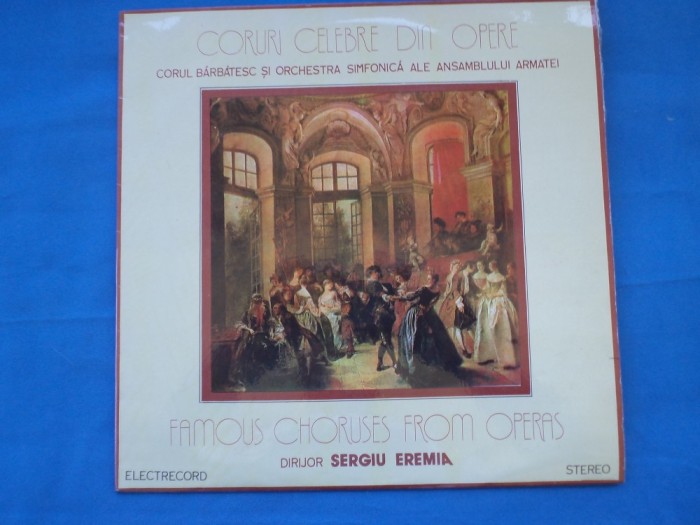 CORURI CELEBRE DIN OPERE
CORUL BĂRBĂTESC ȘI ORCHESTRA SIMFONICĂ ALE ANSAMBLULUI ARMATEI
FAMOUS CHORUSES FROM OPERAS
DIRIJOR SERGIU EREMIA
ELECTRECORD STEREO